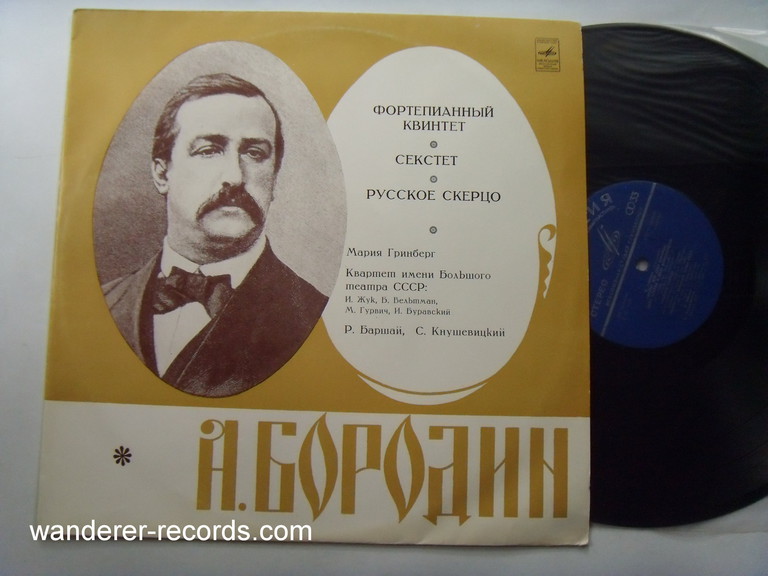 ФОРТЕПИАННЫЙ
КВИНТЕТ
СЕКСТЕТ
РУССКОЕ СКЕРЦО
Мария Гринберг
Квартет имени Большого
театра СССР:
И. Жук, Б. Вельтман,
М. Гурвич, И. Буравский
Р. Баршай, С. Кнушевицкий
* А. БОРОДИН
wanderer-records.com